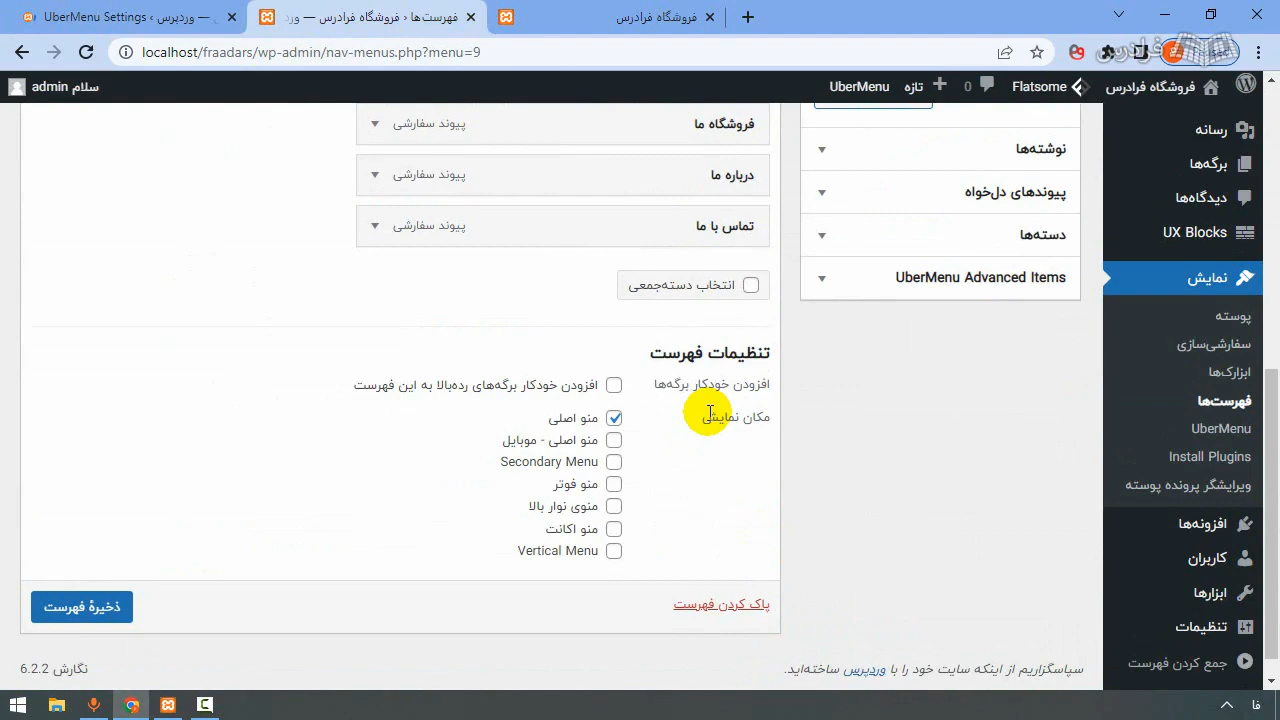 UberMenu Settings ‹ وردپرس —
فهرست‌ها ‹ فروشگاه فرادرس — ورد
فروشگاه فرادرس
localhost/fraadars/wp-admin/nav-menus.php?menu=9
فرادرس
فروشگاه فرادرس
Flatsome
0
تازه
UberMenu
سلام admin
رسانه
برگه‌ها
دیدگاه‌ها
UX Blocks
نمایش
پوسته
سفارشی‌سازی
ابزارک‌ها
فهرست‌ها
UberMenu
Install Plugins
ویرایشگر پرونده پوسته
افزونه‌ها
کاربران
ابزارها
تنظیمات
جمع کردن فهرست
نوشته‌ها
پیوندهای دل‌خواه
دسته‌ها
UberMenu Advanced Items
فروشگاه ما پیوند سفارشی
درباره ما پیوند سفارشی
تماس با ما پیوند سفارشی
انتخاب دسته‌جمعی
تنظیمات فهرست
افزودن خودکار برگه‌ها افزودن خودکار برگه‌های رده‌بالا به این فهرست
مکان نمایش منو اصلی
منو اصلی - موبایل
Secondary Menu
منو فوتر
منوی نوار بالا
منو اکانت
Vertical Menu
پاک کردن فهرست
ذخیرهٔ فهرست
سپاسگزاریم از اینکه سایت خود را با وردپرس ساخته‌اید.
نگارش 6.2.2
فا